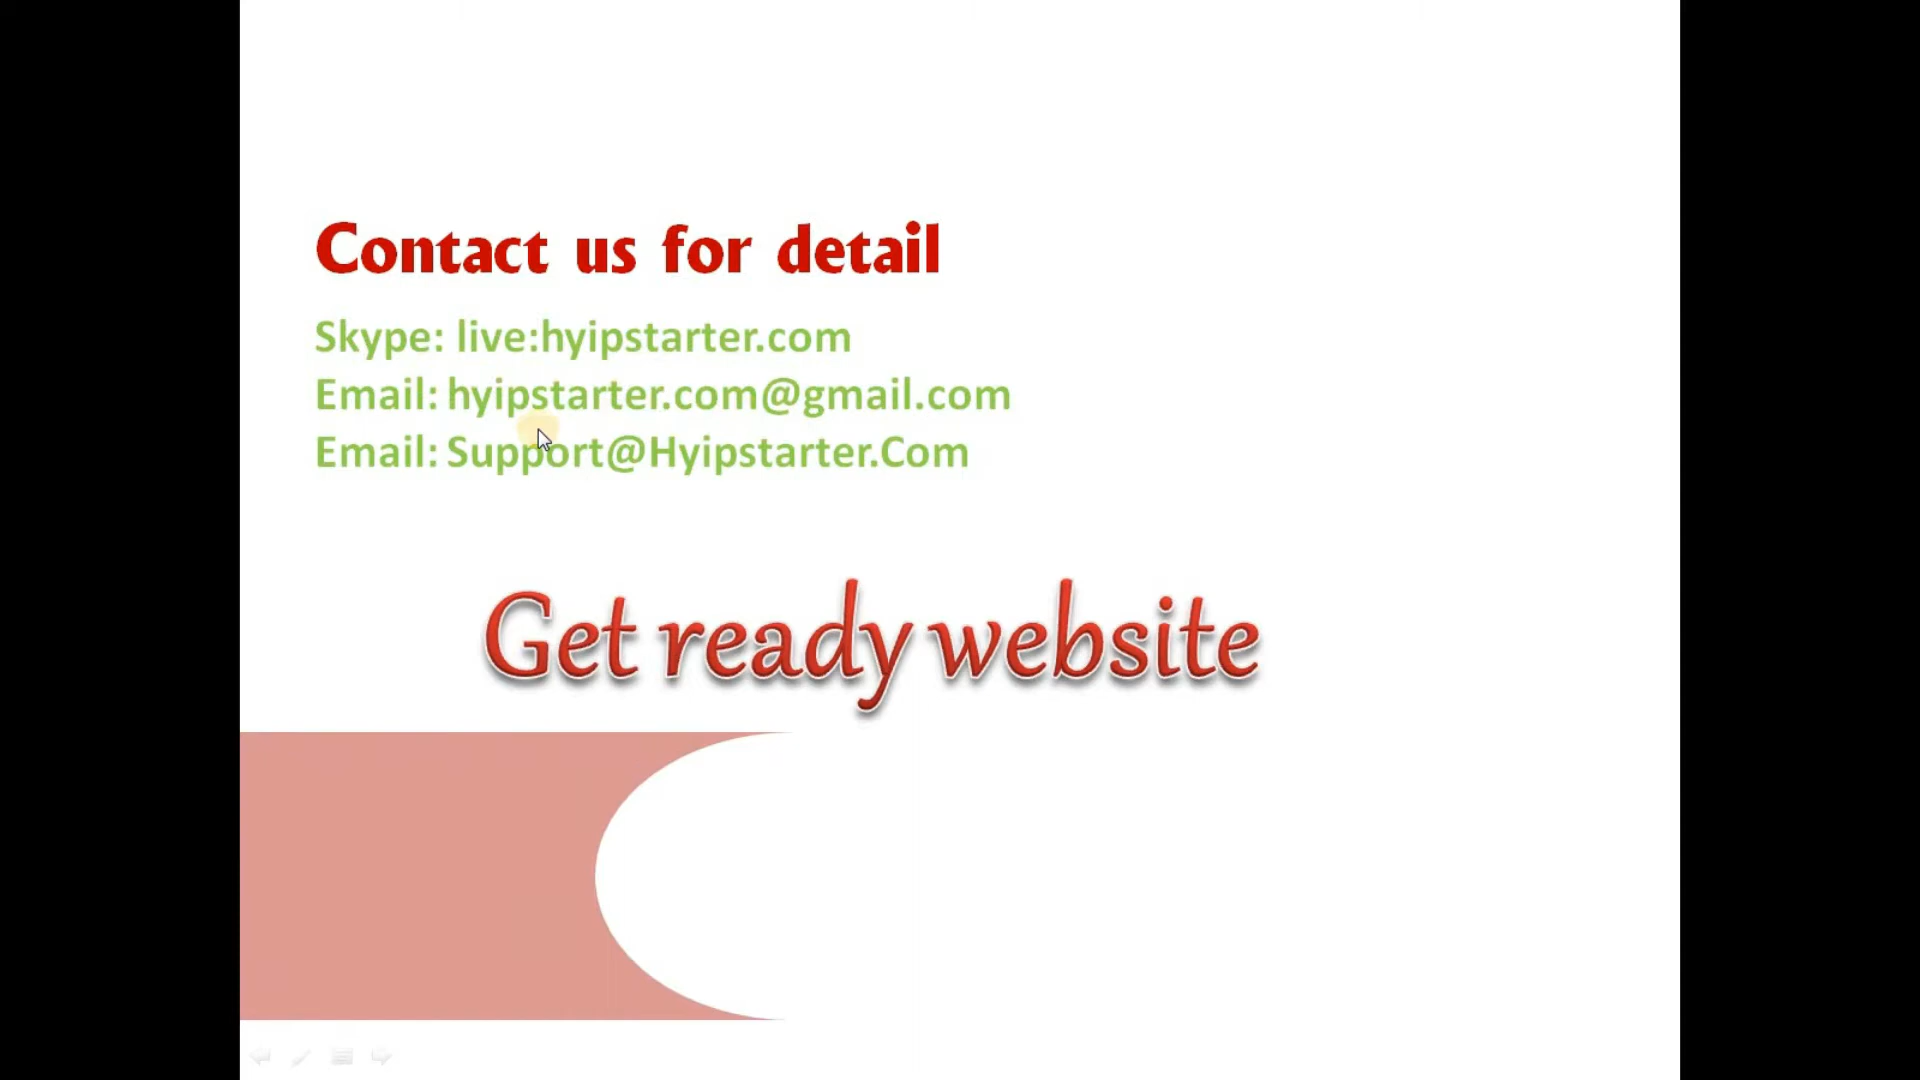 Contact us for detail
Skype: live:hyipstarter.com
Email: hyipstarter.com@gmail.com
Email: Support@Hyipstarter.Com
Get ready website